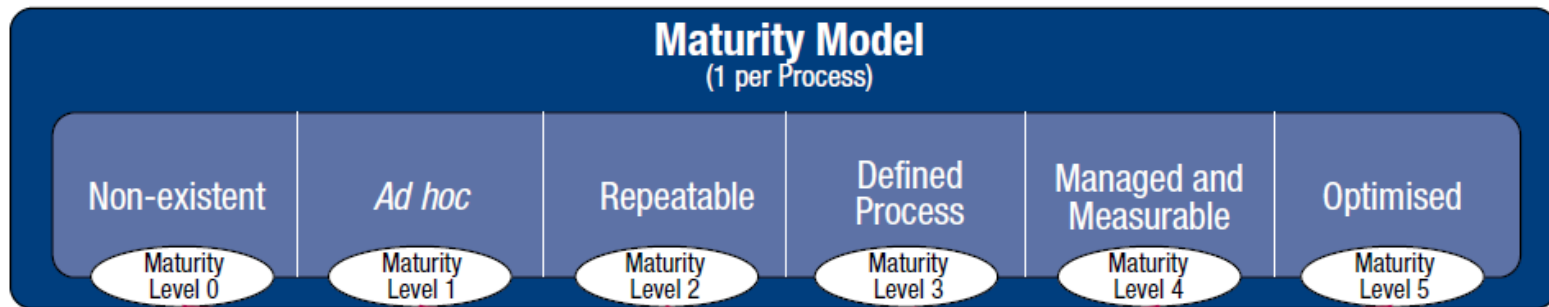 Maturity Model
(1 per Process)
Non-existent
Ad hoc
Repeatable
Defined
Process
Managed and
Measurable
Optimised
Maturity
Level 0
Maturity
Level 1
Maturity
Level 2
Maturity
Level 3
Maturity
Level 4
Maturity
Level 5